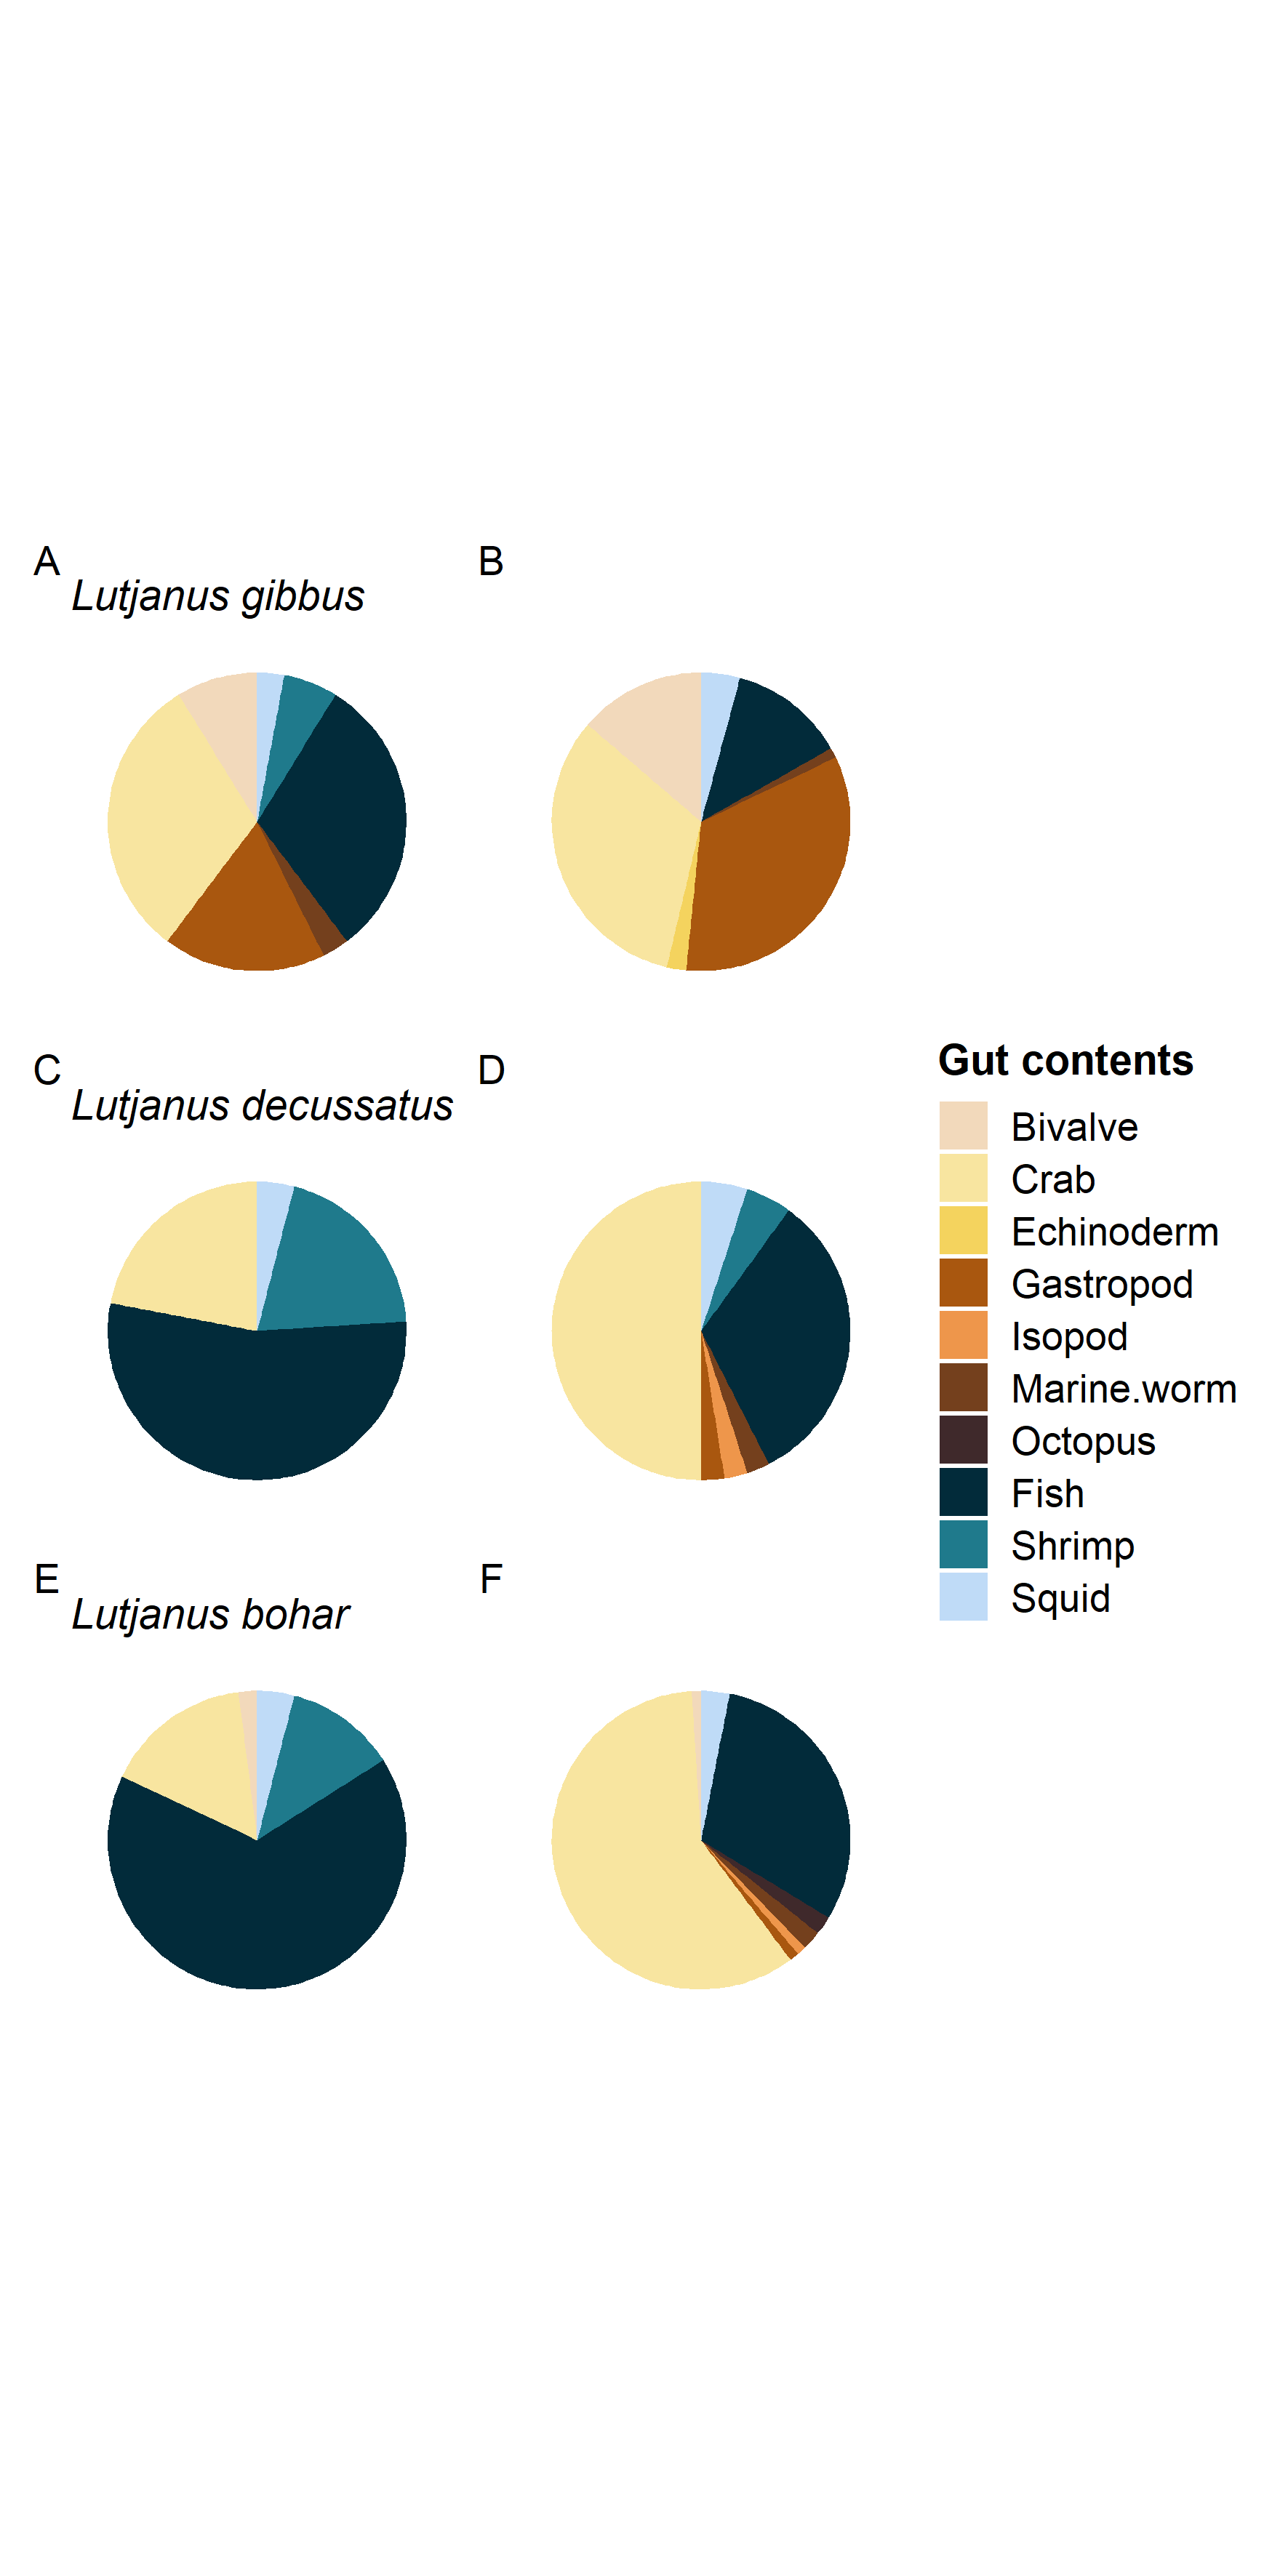 A
B
Lutjanus gibbus
C
D
Lutjanus decussatus
Gut contents
Bivalve
Crab
Echinoderm
Gastropod
Isopod
Marine.worm
Octopus
Fish
Shrimp
Squid
E
F
Lutjanus bohar